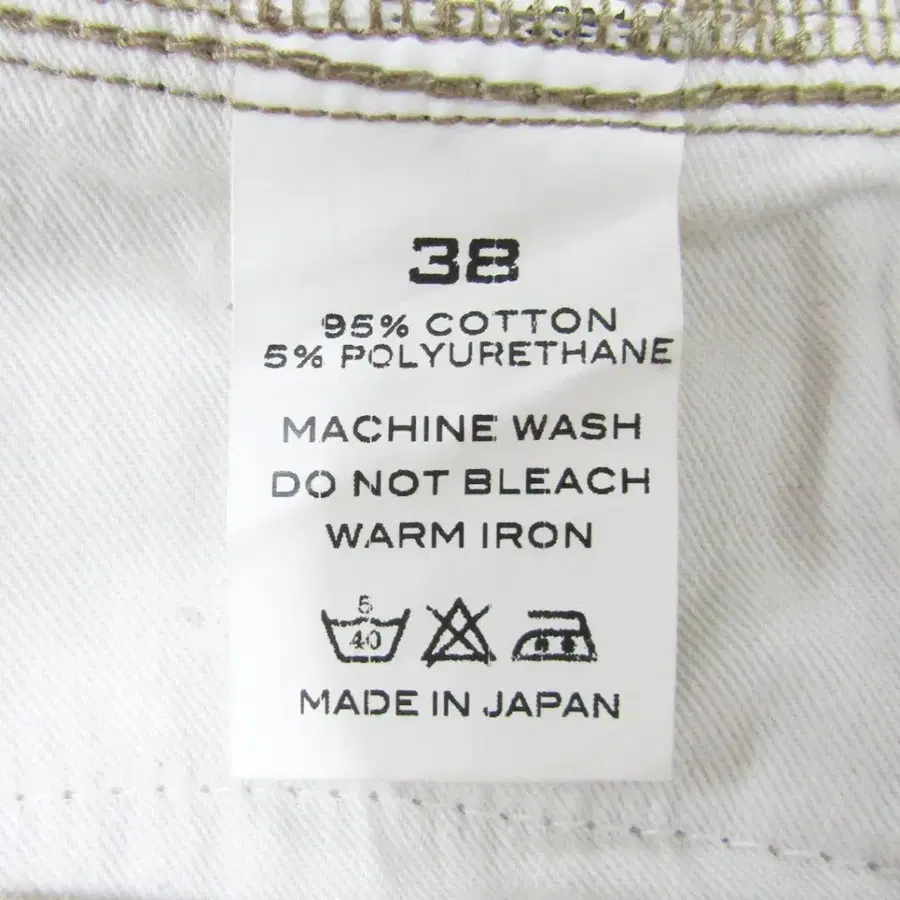 38
95% COTTON
5% POLYURETHANE
MACHINE WASH
DO NOT BLEACH
WARM IRON
5
40
MADE IN JAPAN